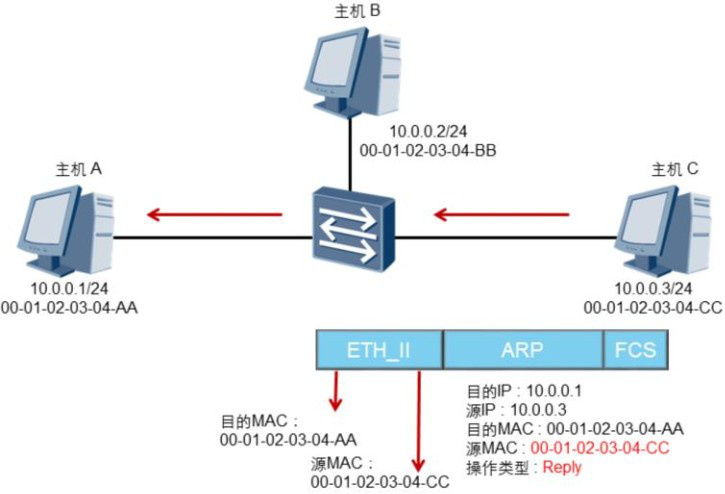 主机 B
10.0.0.2/24
00-01-02-03-04-BB
主机 A
10.0.0.1/24
00-01-02-03-04-AA
主机 C
10.0.0.3/24
00-01-02-03-04-CC
ETH_II
ARP
FCS
目的MAC：
00-01-02-03-04-AA
源MAC：
00-01-02-03-04-CC
目的IP : 10.0.0.1
源IP : 10.0.0.3
目的MAC : 00-01-02-03-04-AA
源MAC : 00-01-02-03-04-CC
操作类型 : Reply